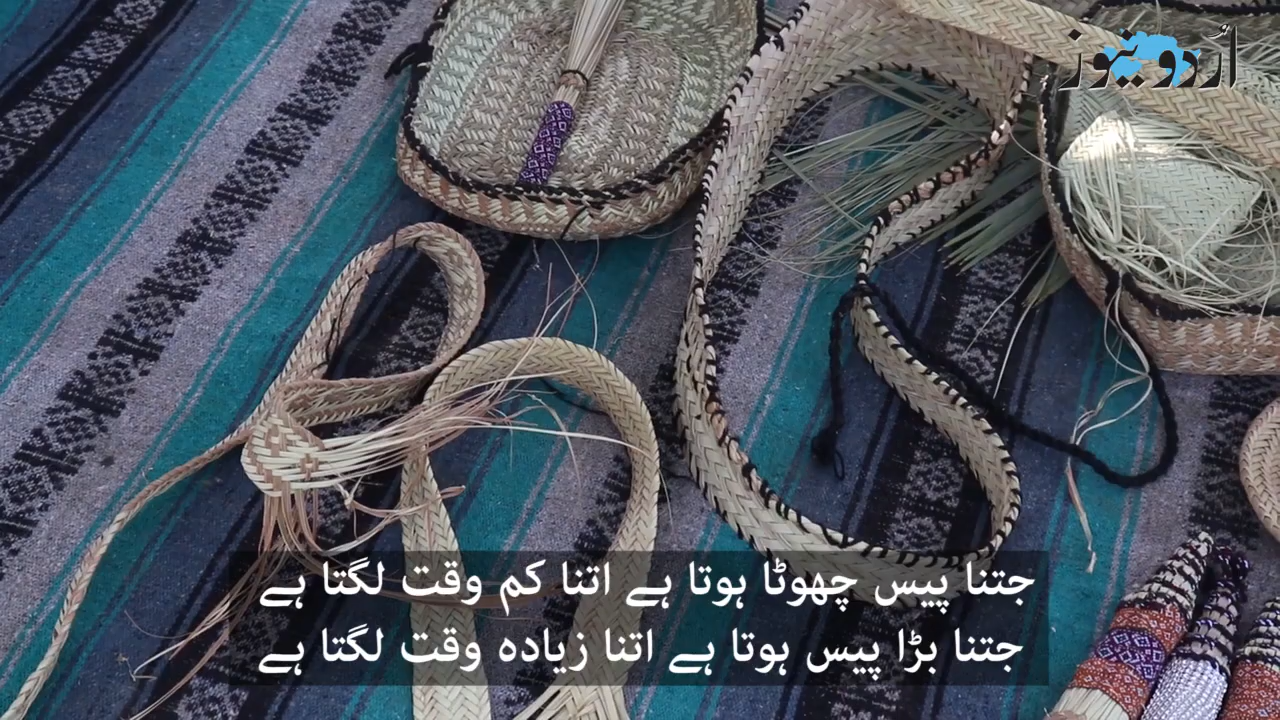 اردو نیوز
جتنا پیس چھوٹا ہوتا ہے اتنا کم وقت لگتا ہے
جتنا بڑا پیس ہوتا ہے اتنا زیادہ وقت لگتا ہے